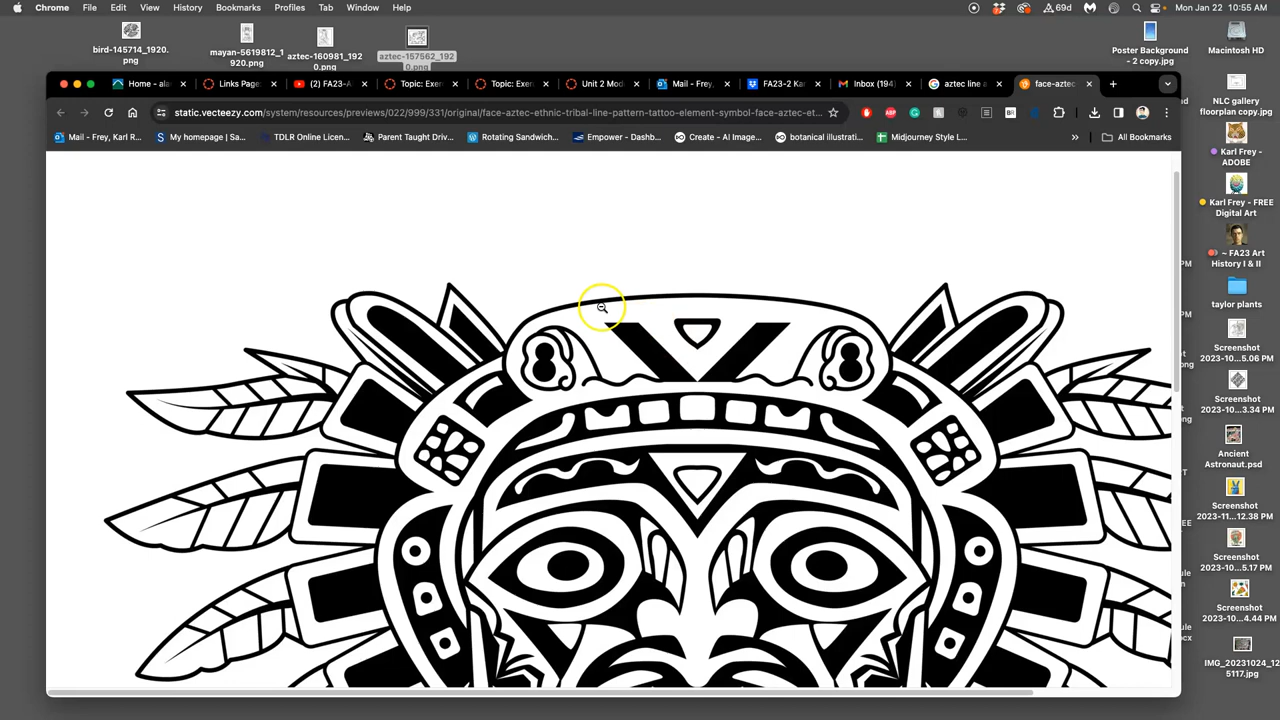 Chrome File Edit View History Bookmarks Profiles Tab Window Help
69d
Mon Jan 22 10:55 AM
bird-145714_1920.
png
mayan-5619812_1
920.png
aztec-160981_192
0.png
aztec-157562_192
0.png
Poster Background
- 2 copy.jpg
Macintosh HD
Home - ala
Links Page
(2) FA23-A
Topic: Exer
Topic: Exer
Unit 2 Mod
Mail - Frey,
FA23-2 Kar
Inbox (194)
aztec line a
face-aztec
static.vecteezy.com/system/resources/previews/022/999/331/original/face-aztec-ethnic-tribal-line-pattern-tattoo-element-symbol-face-aztec-et...
Mail - Frey, Karl R...
My homepage | Sa...
TDLR Online Licen...
Parent Taught Driv...
Rotating Sandwich...
Empower - Dashbo...
Create - AI Image...
botanical illustrati...
Midjourney Style L...
»
All Bookmarks
NLC gallery
floorplan copy.jpg
Karl Frey -
ADOBE
Karl Frey - FREE
Digital Art
~ FA23 Art
History I & II
taylor plants
Screenshot
2023-10...5.06 PM
Screenshot
2023-10...3.34 PM
Ancient
Astronaut.psd
Screenshot
2023-11...12.38 PM
Screenshot
2023-10...5.17 PM
Screenshot
2023-10...4.44 PM
IMG_20231024_12
5117.jpg